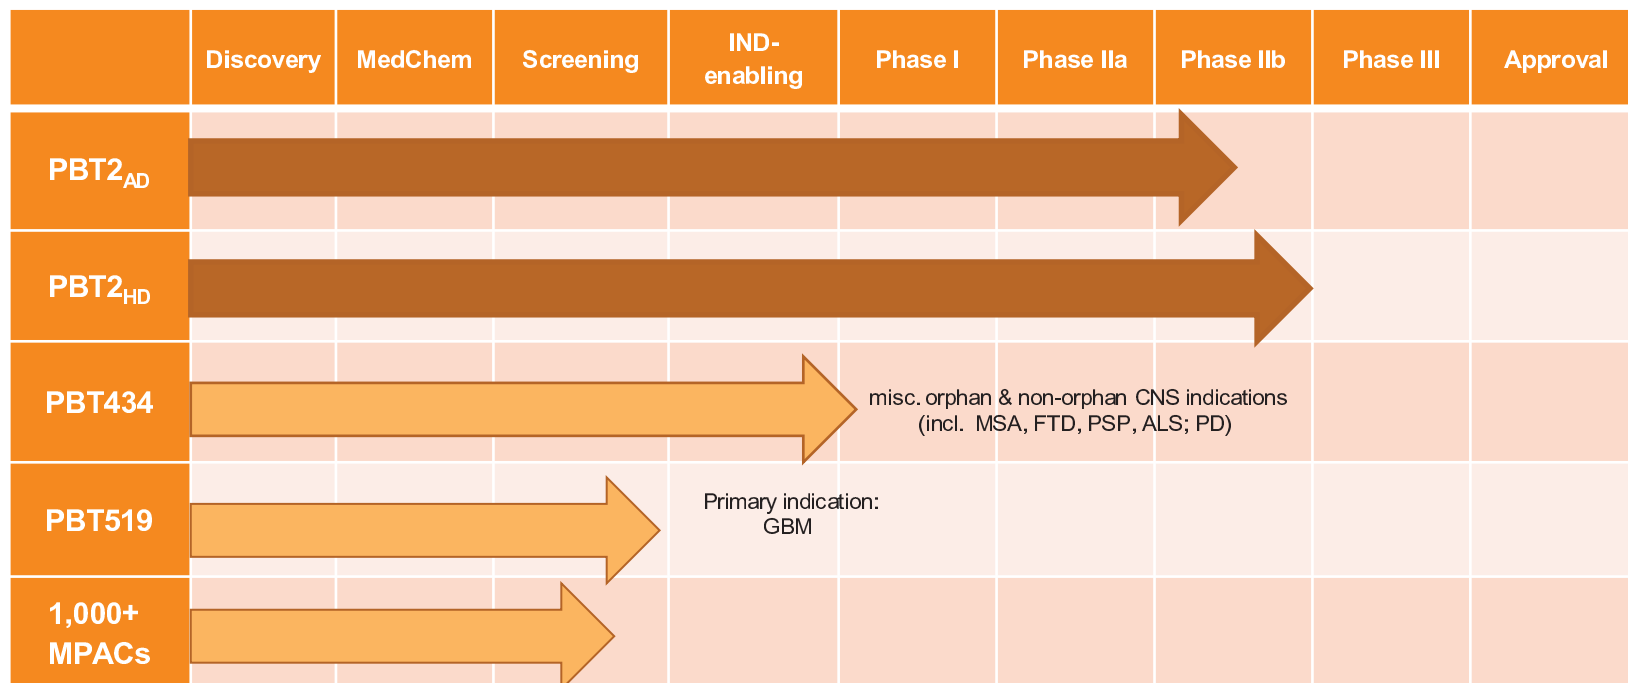 Discovery MedChem Screening IND- Phase I Phase IIa Phase IIb Phase III Approval
enabling
PBT2AD
PBT2HD
PBT434
misc. orphan & non-orphan CNS indications
(incl. MSA, FTD, PSP, ALS; PD)
PBT519
Primary indication:
GBM
1,000+
MPACs